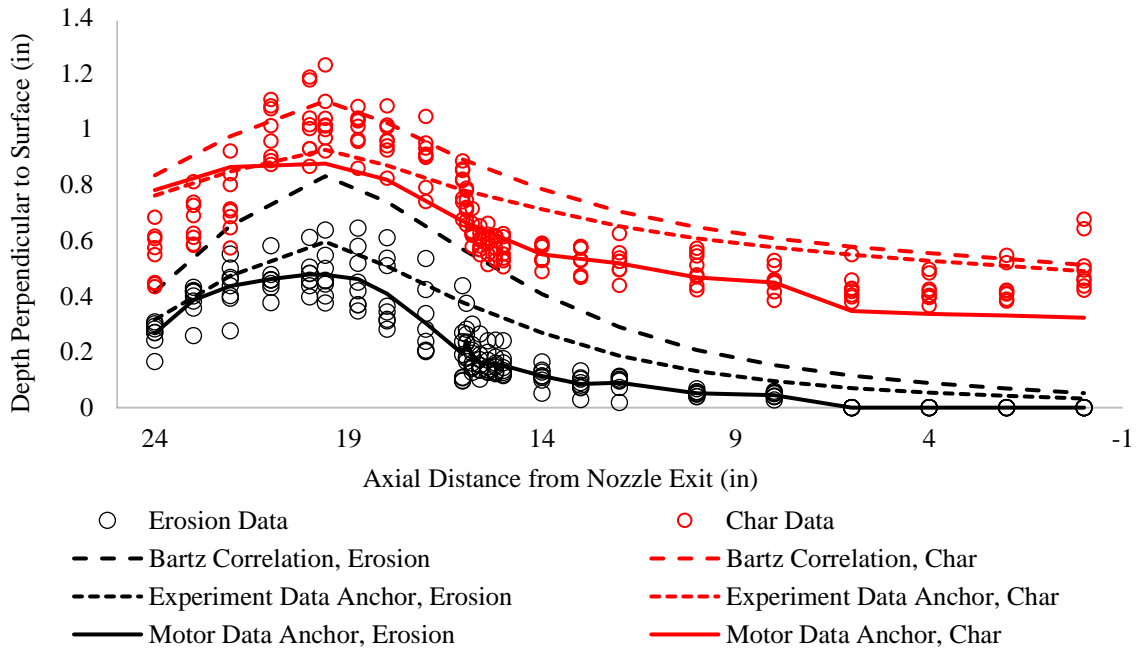 1.4
1.2
1
0.8
0.6
0.4
0.2
0
Depth Perpendicular to Surface (in)
24 19 14 9 4 -1
Axial Distance from Nozzle Exit (in)
Erosion Data Char Data
Bartz Correlation, Erosion Bartz Correlation, Char
Experiment Data Anchor, Erosion Experiment Data Anchor, Char
Motor Data Anchor, Erosion Motor Data Anchor, Char